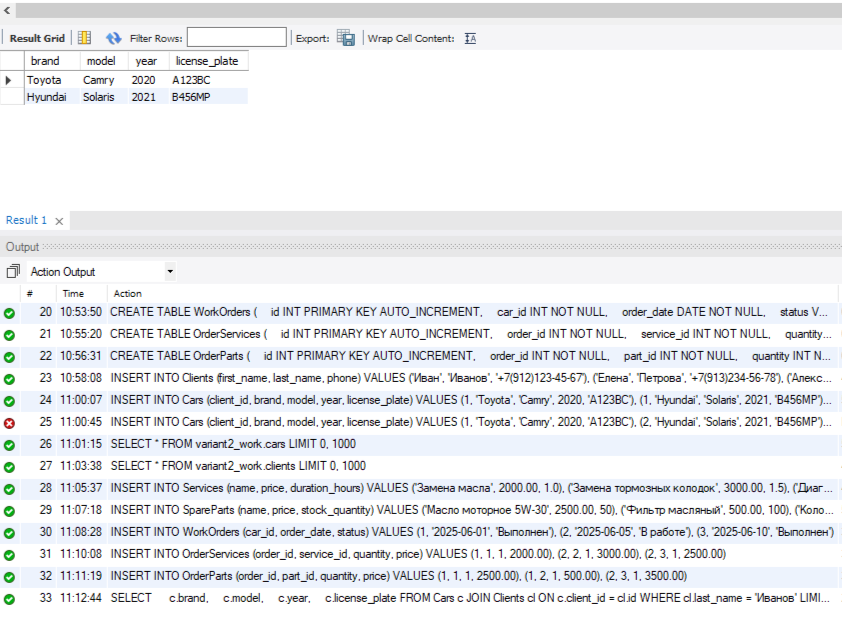 Result Grid Filter Rows: Export: Wrap Cell Content:
brand model year license_plate
Toyota Camry 2020 A123BC
Hyundai Solaris 2021 B456MP
Result 1
Output
Action Output
# Time Action
20 10:53:50 CREATE TABLE WorkOrders ( id INT PRIMARY KEY AUTO_INCREMENT, car_id INT NOT NULL, order_date DATE NOT NULL, status V...
21 10:55:20 CREATE TABLE OrderServices ( id INT PRIMARY KEY AUTO_INCREMENT, order_id INT NOT NULL, service_id INT NOT NULL, quantity...
22 10:56:31 CREATE TABLE OrderParts ( id INT PRIMARY KEY AUTO_INCREMENT, order_id INT NOT NULL, part_id INT NOT NULL, quantity INT N...
23 10:58:08 INSERT INTO Clients (first_name, last_name, phone) VALUES ('Иван', 'Иванов', '+7(912)123-45-67'), ('Елена', 'Петрова', '+7(913)234-56-78'), ('Алекс...
24 11:00:07 INSERT INTO Cars (client_id, brand, model, year, license_plate) VALUES (1, 'Toyota', 'Camry', 2020, 'A123BC'), (1, 'Hyundai', 'Solaris', 2021, 'B456MP')...
25 11:00:45 INSERT INTO Cars (client_id, brand, model, year, license_plate) VALUES (1, 'Toyota', 'Camry', 2020, 'A123BC'), (2, 'Hyundai', 'Solaris', 2021, 'B456MP')...
26 11:01:15 SELECT * FROM variant2_work.cars LIMIT 0, 1000
27 11:03:38 SELECT * FROM variant2_work.clients LIMIT 0, 1000
28 11:05:37 INSERT INTO Services (name, price, duration_hours) VALUES ('Замена масла', 2000.00, 1.0), ('Замена тормозных колодок', 3000.00, 1.5), ('Диаг...
29 11:07:18 INSERT INTO SpareParts (name, price, stock_quantity) VALUES ('Масло моторное 5W-30', 2500.00, 50), ('Фильтр масляный', 500.00, 100), ('Коло...
30 11:08:28 INSERT INTO WorkOrders (car_id, order_date, status) VALUES (1, '2025-06-01', 'Выполнен'), (2, '2025-06-05', 'В работе'), (3, '2025-06-10', 'Выполнен')
31 11:10:08 INSERT INTO OrderServices (order_id, service_id, quantity, price) VALUES (1, 1, 1, 2000.00), (2, 2, 1, 3000.00), (2, 3, 1, 2500.00)
32 11:11:19 INSERT INTO OrderParts (order_id, part_id, quantity, price) VALUES (1, 1, 1, 2500.00), (1, 2, 1, 500.00), (2, 3, 1, 3500.00)
33 11:12:44 SELECT c.brand, c.model, c.year, c.license_plate FROM Cars c JOIN Clients cl ON c.client_id = cl.id WHERE cl.last_name = 'Иванов' LIMI...